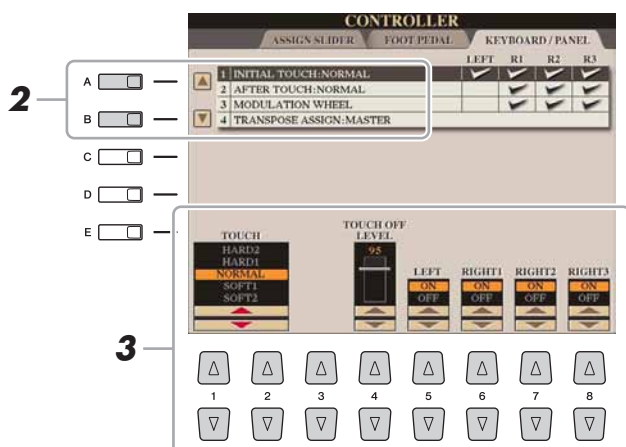 CONTROLLER
ASSIGN SLIDER FOOT PEDAL KEYBOARD / PANEL
LEFT R1 R2 R3
1 INITIAL TOUCH:NORMAL
2 AFTER TOUCH:NORMAL
3 MODULATION WHEEL
4 TRANSPOSE ASSIGN:MASTER
2
A
B
C
D
E
TOUCH
HARD2
HARD1
NORMAL
SOFT1
SOFT2
TOUCH OFF
LEVEL
95
LEFT RIGHT1 RIGHT2 RIGHT3
ON ON ON ON
OFF OFF OFF OFF
3
1 2 3 4 5 6 7 8